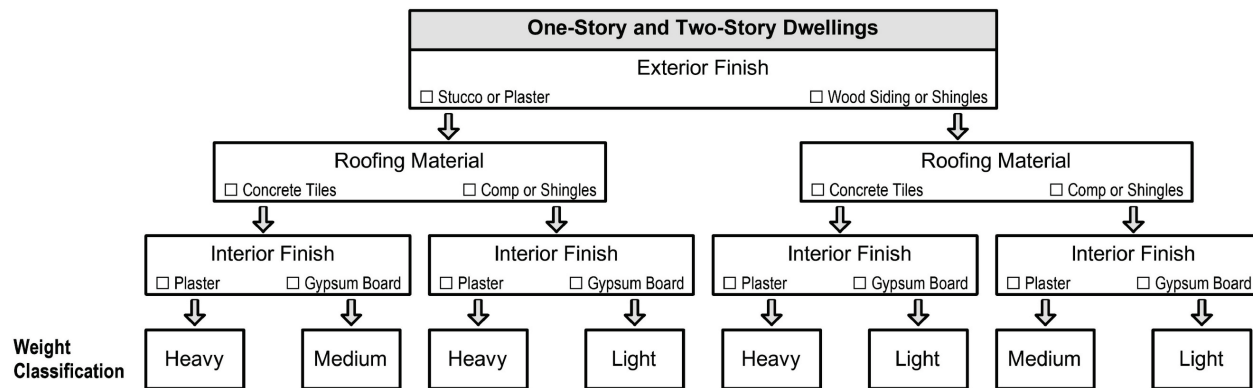 One-Story and Two-Story Dwellings
Exterior Finish
☐ Stucco or Plaster ☐ Wood Siding or Shingles
Roofing Material Roofing Material
☐ Concrete Tiles ☐ Comp or Shingles ☐ Concrete Tiles ☐ Comp or Shingles
Interior Finish Interior Finish Interior Finish Interior Finish
☐ Plaster ☐ Gypsum Board ☐ Plaster ☐ Gypsum Board ☐ Plaster ☐ Gypsum Board ☐ Plaster ☐ Gypsum Board
Weight
Classification
Heavy Medium Heavy Light Heavy Light Medium Light